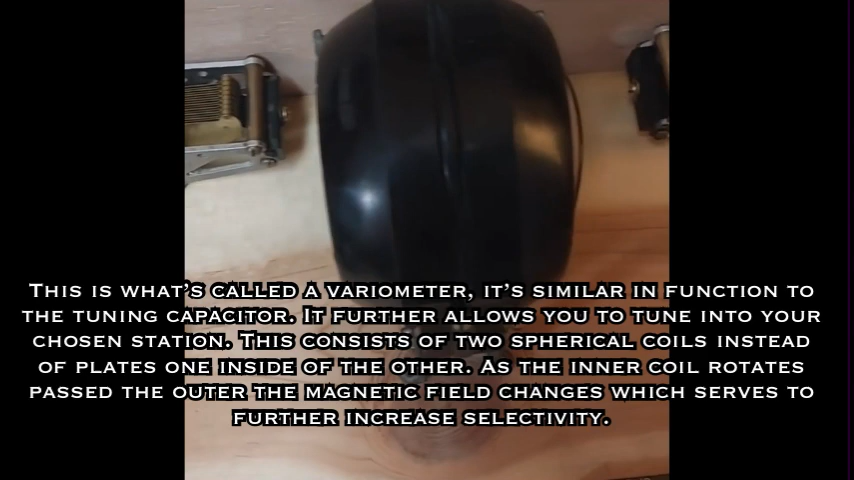 This is what's called a variometer, it's similar in function to
the tuning capacitor. It further allows you to tune into your
chosen station. This consists of two spherical coils instead
of plates one inside of the other. As the inner coil rotates
passed the outer the magnetic field changes which serves to
further increase selectivity.